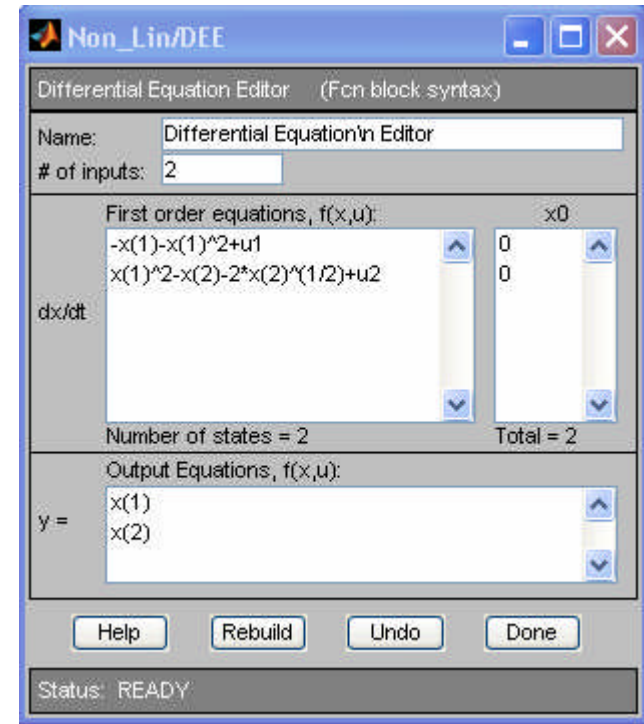 Non_Lin/DEE
Differential Equation Editor (Fcn block syntax)
Name: Differential Equation\n Editor
# of inputs: 2
First order equations, f(x,u): x0
-x(1)-x(1)^2+u1 0
x(1)^2-x(2)-2*x(2)^(1/2)+u2 0
dx/dt
Number of states = 2 Total = 2
Output Equations, f(x,u):
x(1)
y =
x(2)
Help Rebuild Undo Done
Status: READY